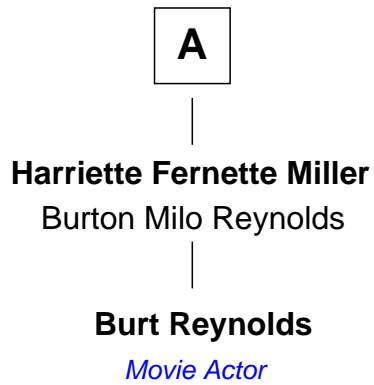 A
Harriette Fernette Miller
Burton Milo Reynolds
Burt Reynolds
Movie Actor